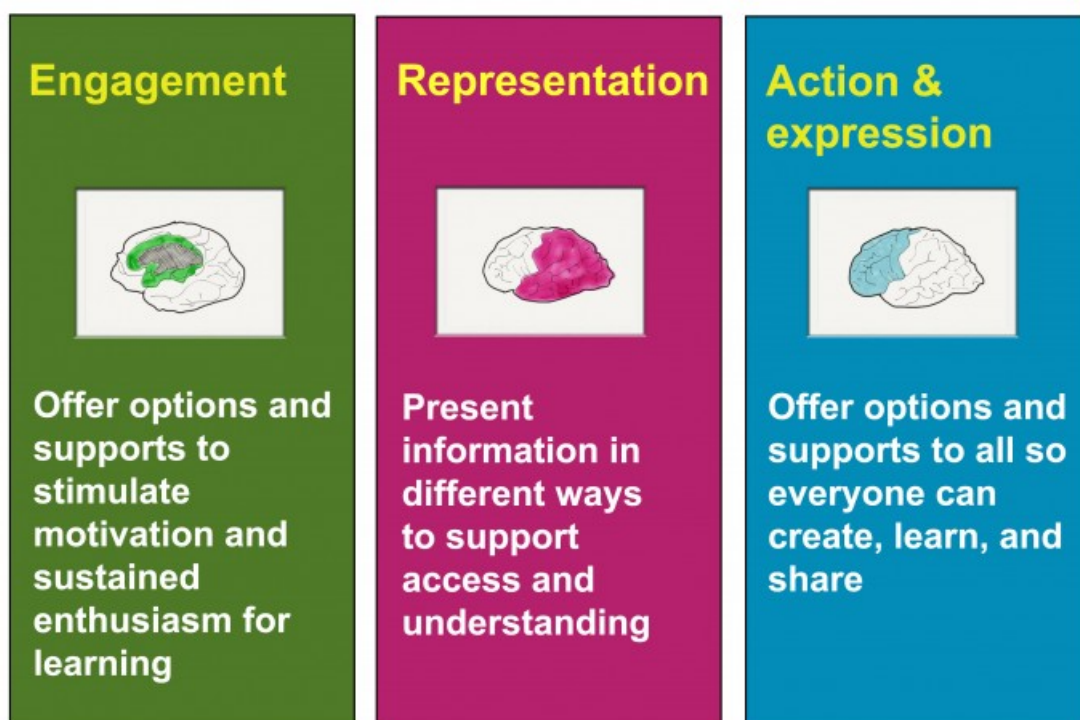 Engagement
Offer options and
supports to
stimulate
motivation and
sustained
enthusiasm for
learning
Representation
Present
information in
different ways
to support
access and
understanding
Action &
expression
Offer options and
supports to all so
everyone can
create, learn, and
share